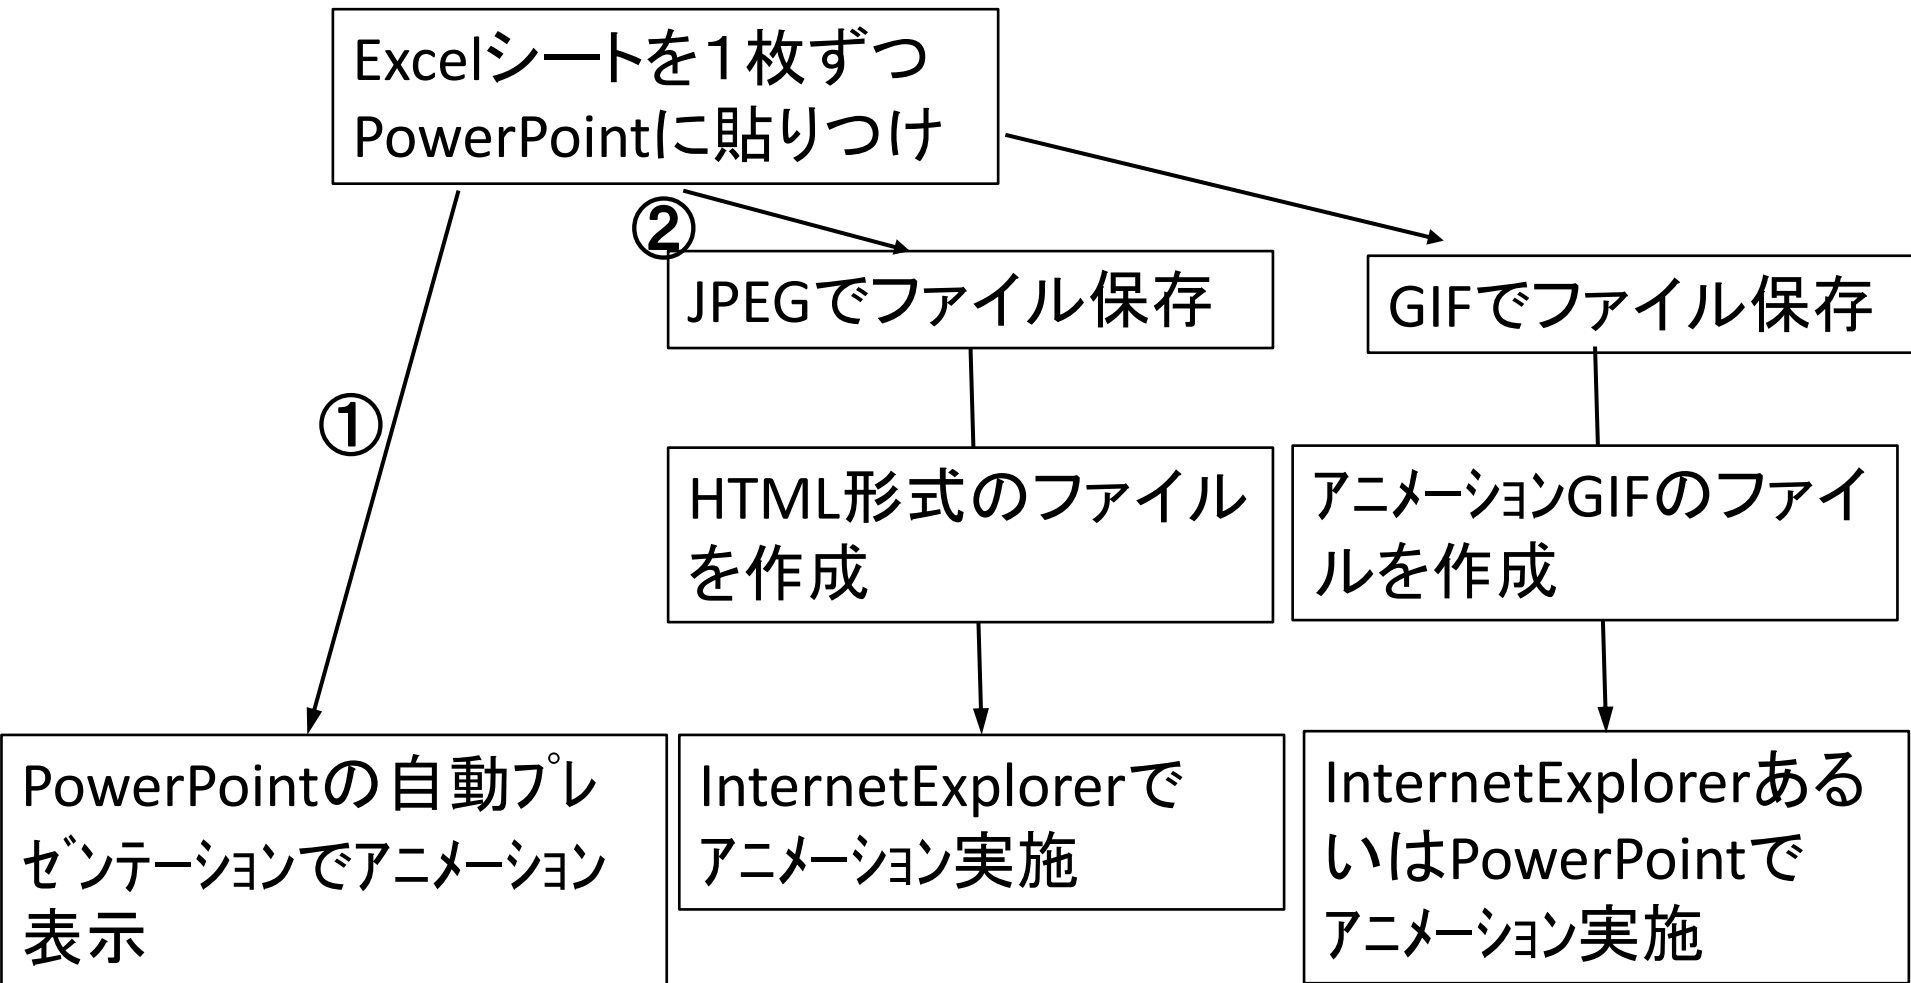 Excelシートを１枚ずつ
PowerPointに貼りつけ
②
JPEGでファイル保存
GIFでファイル保存
①
HTML形式のファイル
を作成
ｱﾆﾒｰｼｮﾝGIFのファイ
ルを作成
PowerPointの自動ﾌﾟﾚ
ｾﾞﾝﾃｰｼｮﾝでｱﾆﾒｰｼｮﾝ
表示
InternetExplorerで
ｱﾆﾒｰｼｮﾝ実施
InternetExplorerある
いはPowerPointで
ｱﾆﾒｰｼｮﾝ実施